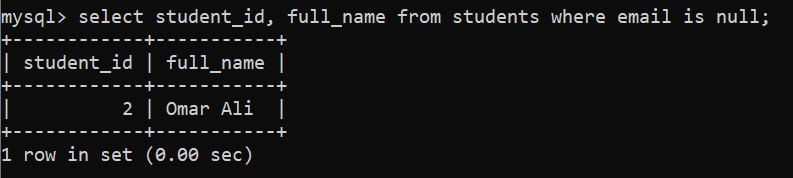 mysql> select student_id, full_name from students where email is null;
+------------+-----------+
| student_id | full_name |
+------------+-----------+
|          2 | Omar Ali  |
+------------+-----------+
1 row in set (0.00 sec)